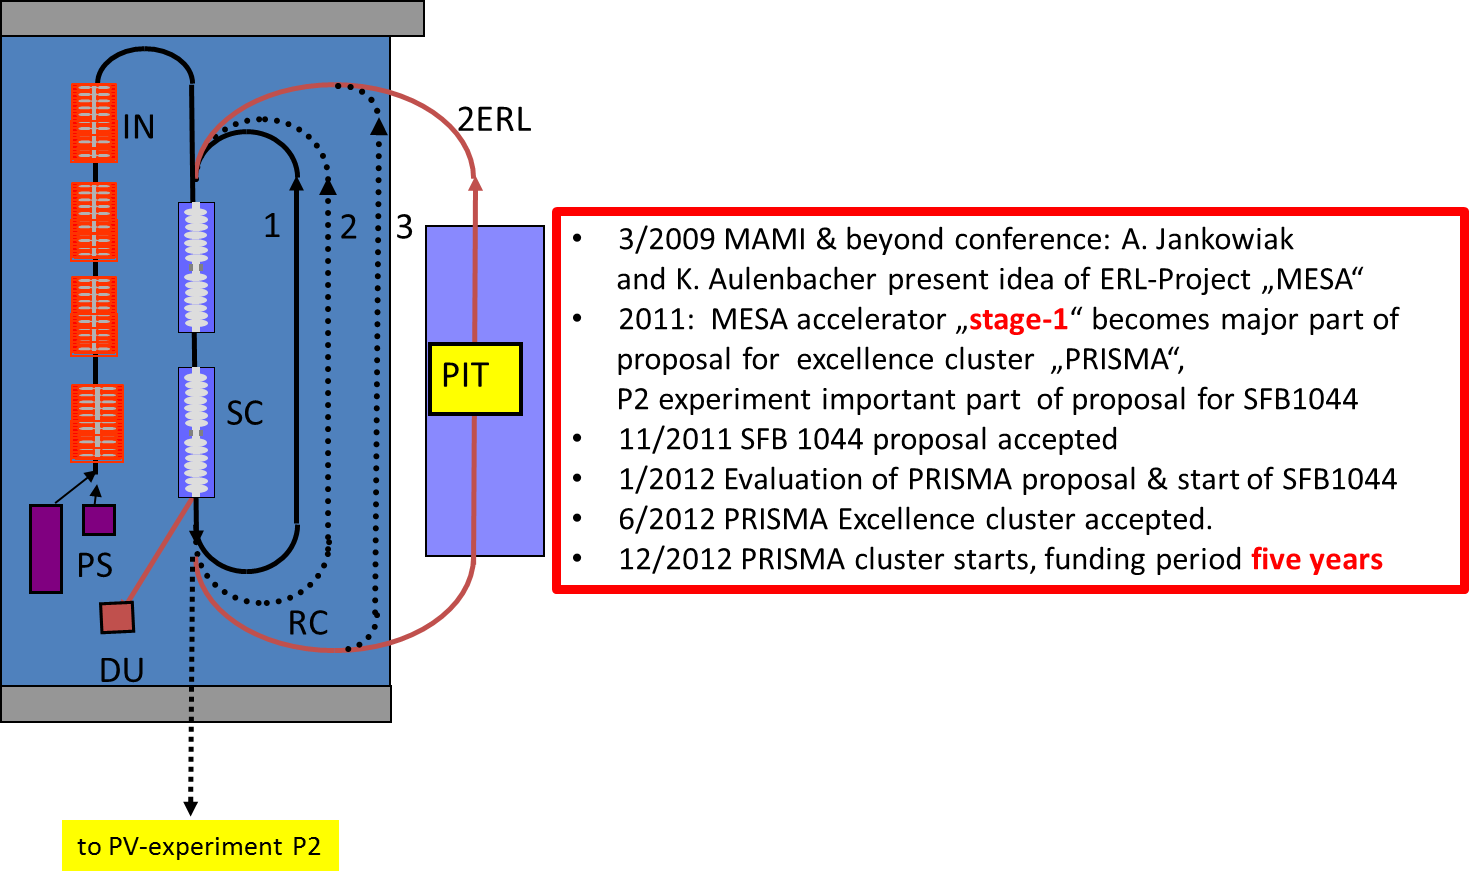 IN
2ERL
1
2
3
SC
PIT
PS
RC
DU
to PV-experiment P2
• 3/2009 MAMI & beyond conference: A. Jankowiak
and K. Aulenbacher present idea of ERL-Project „MESA“
• 2011: MESA accelerator „stage-1“ becomes major part of
proposal for excellence cluster „PRISMA“,
P2 experiment important part of proposal for SFB1044
• 11/2011 SFB 1044 proposal accepted
• 1/2012 Evaluation of PRISMA proposal & start of SFB1044
• 6/2012 PRISMA Excellence cluster accepted.
• 12/2012 PRISMA cluster starts, funding period five years